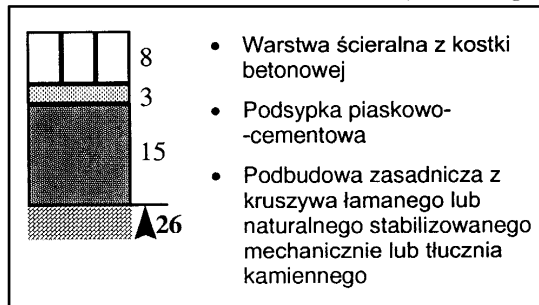 8
3
15
26
• Warstwa ścieralna z kostki
betonowej
• Podsypka piaskowo-
-cementowa
• Podbudowa zasadnicza z
kruszywa łamanego lub
naturalnego stabilizowanego
mechanicznie lub tłucznia
kamiennego